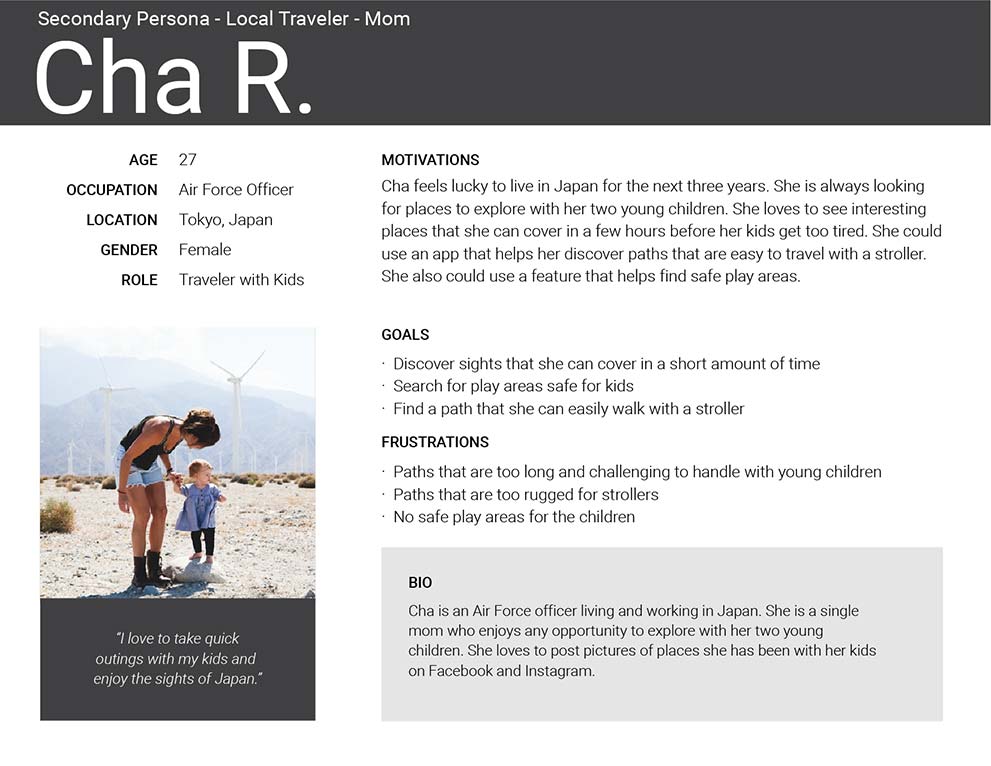 Secondary Persona - Local Traveler - Mom
Cha R.
AGE 27
OCCUPATION Air Force Officer
LOCATION Tokyo, Japan
GENDER Female
ROLE Traveler with Kids
“I love to take quick
outings with my kids and
enjoy the sights of Japan.”
MOTIVATIONS
Cha feels lucky to live in Japan for the next three years. She is always looking
for places to explore with her two young children. She loves to see interesting
places that she can cover in a few hours before her kids get too tired. She could
use an app that helps her discover paths that are easy to travel with a stroller.
She also could use a feature that helps find safe play areas.
GOALS
· Discover sights that she can cover in a short amount of time
· Search for play areas safe for kids
· Find a path that she can easily walk with a stroller
FRUSTRATIONS
· Paths that are too long and challenging to handle with young children
· Paths that are too rugged for strollers
· No safe play areas for the children
BIO
Cha is an Air Force officer living and working in Japan. She is a single
mom who enjoys any opportunity to explore with her two young
children. She loves to post pictures of places she has been with her kids
on Facebook and Instagram.